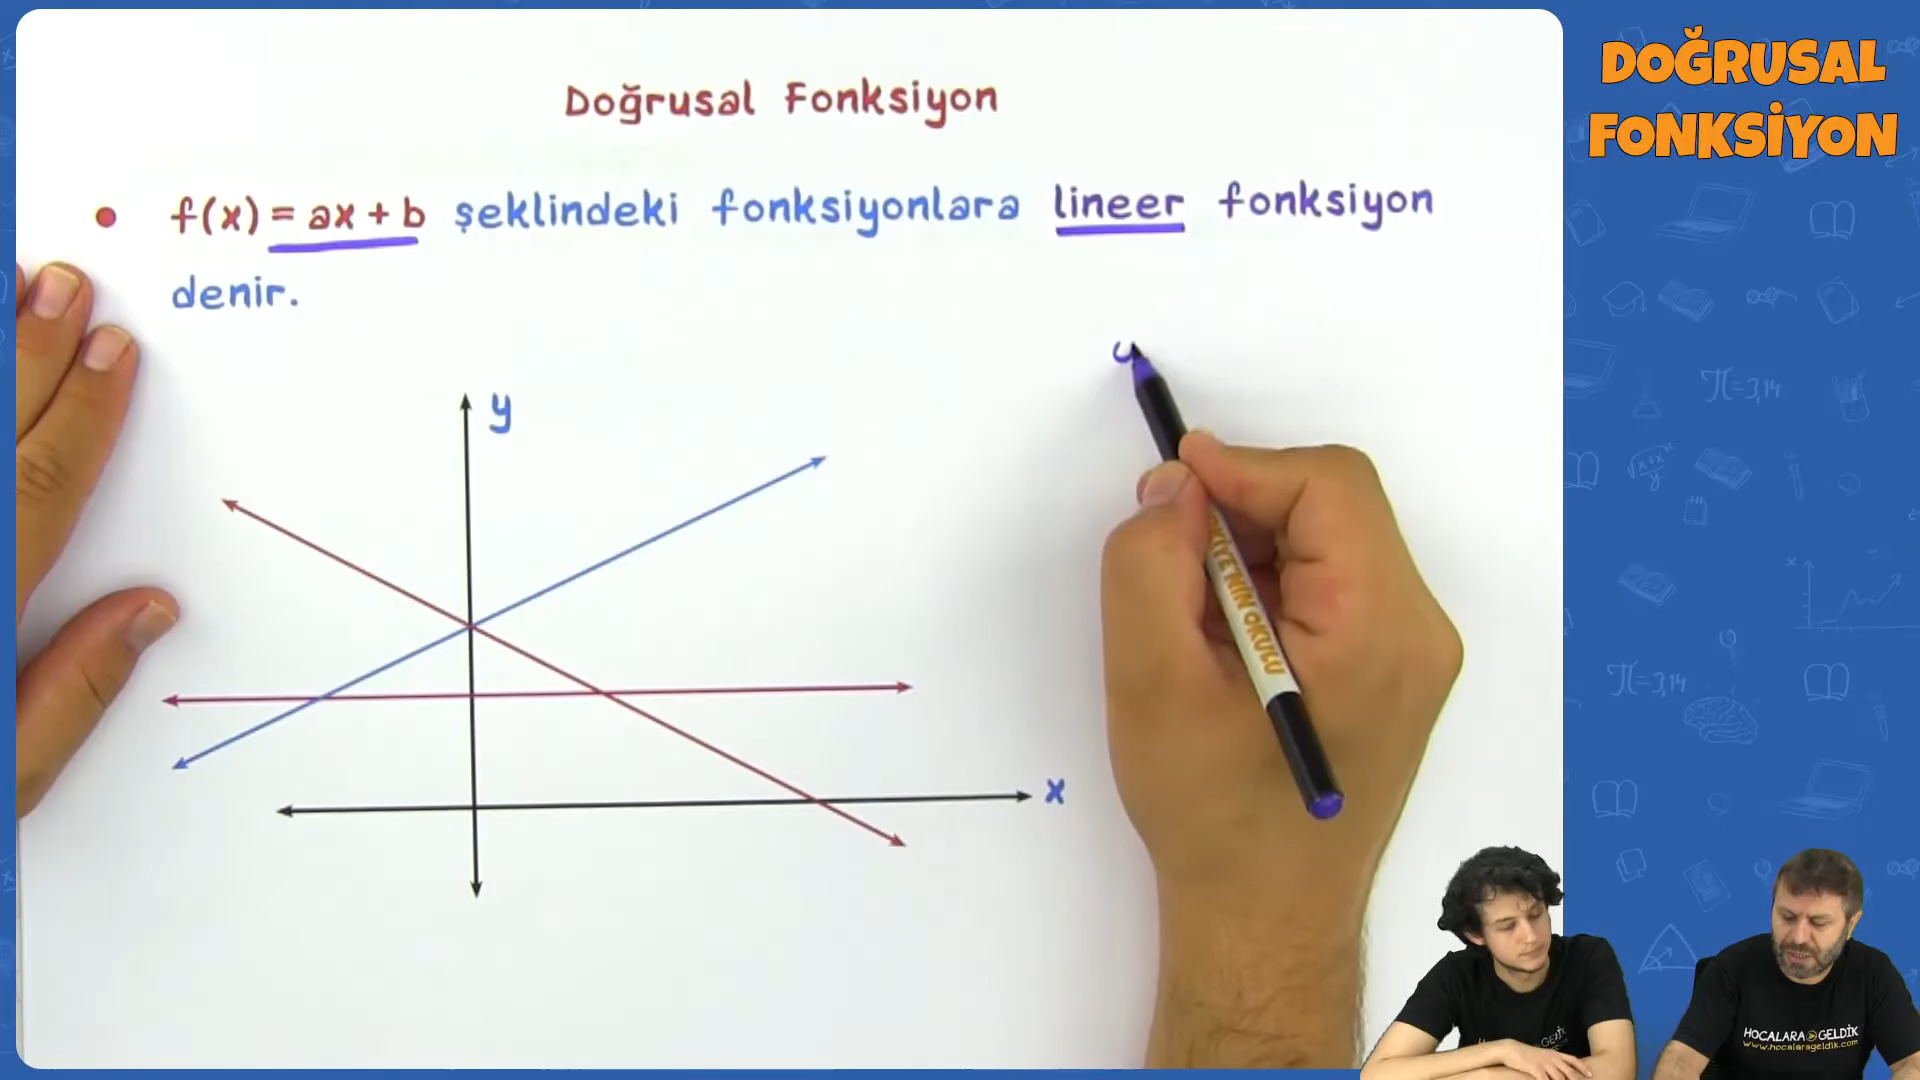 DOĞRUSAL
FONKSİYON
Doğrusal Fonksiyon
f(x) = ax + b şeklindeki fonksiyonlara lineer fonksiyon
denir.
y
x
OKULU
HOCALARA GELDİK
www.hocalarageldik.com
π=3,14
π=3,14